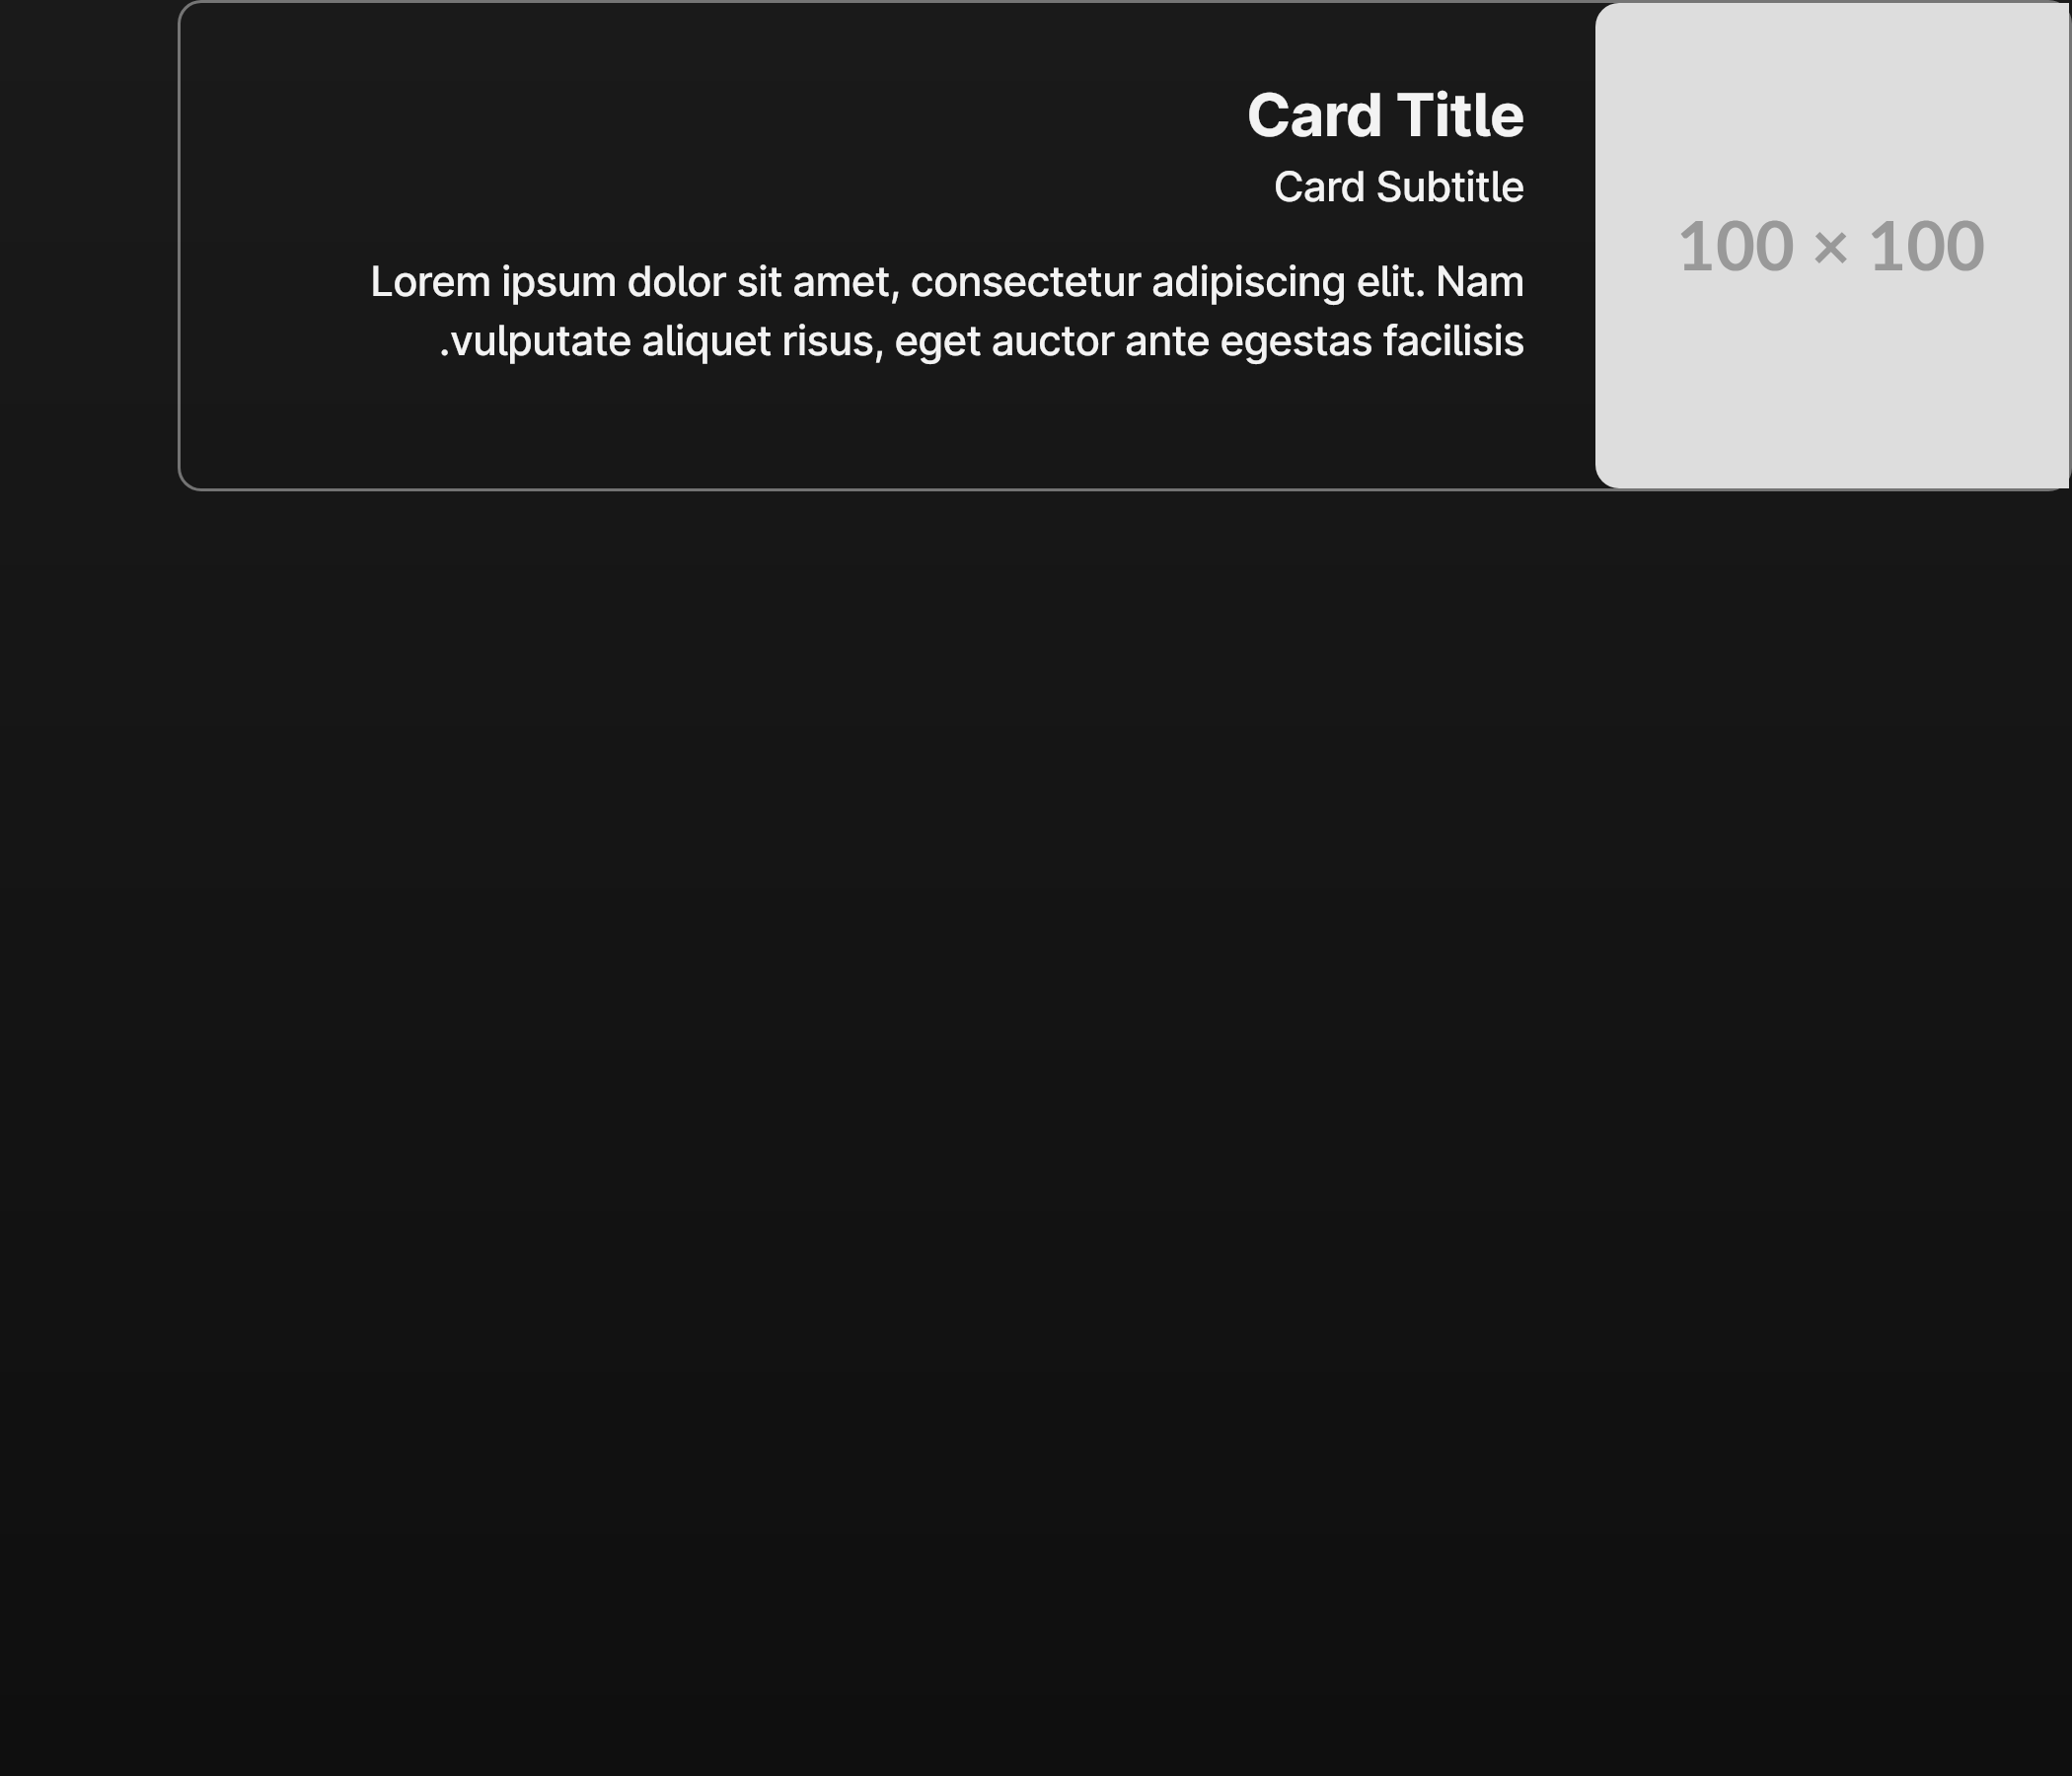 Card Title
Card Subtitle
Lorem ipsum dolor sit amet, consectetur adipiscing elit. Nam
.vulputate aliquet risus, eget auctor ante egestas facilisis
100 × 100